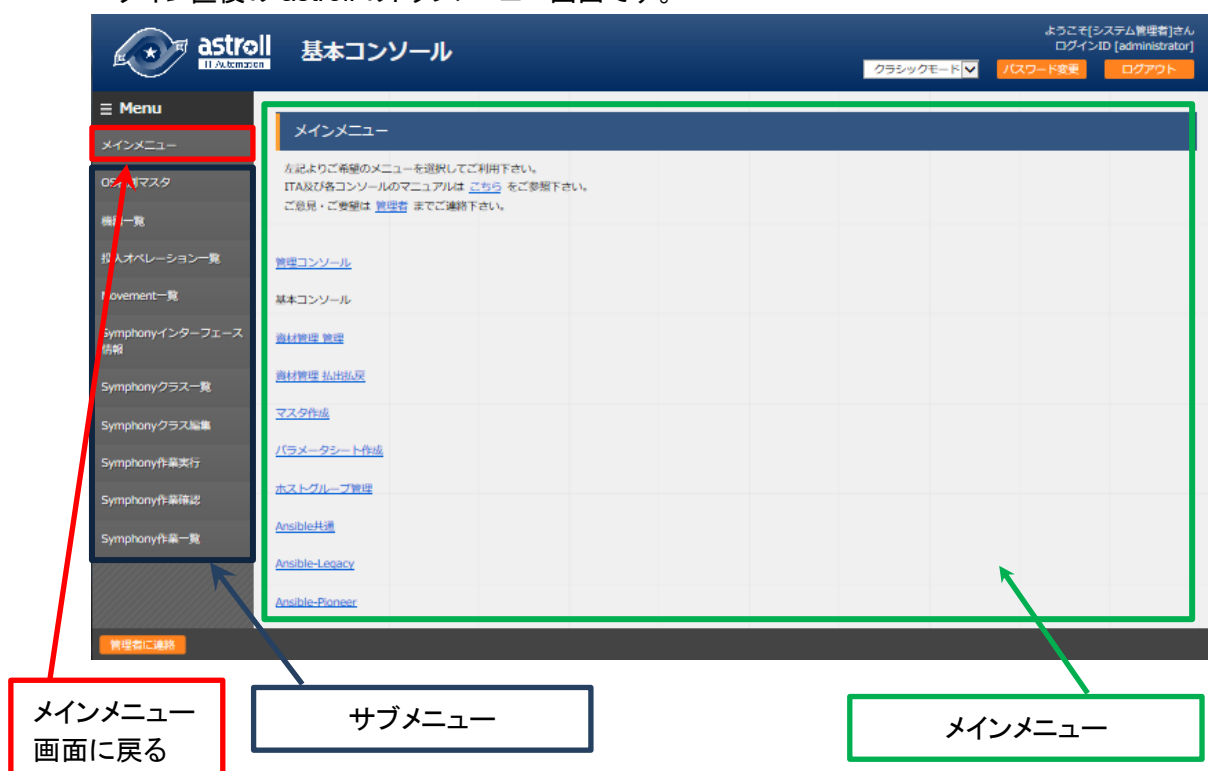 astroll
IT Automation
基本コンソール
ようこそ[システム管理者]さん
ログインID [administrator]
クラシックモード
パスワード変更
ログアウト
☰ Menu
メインメニュー
機器一覧
投入オペレーション一覧
Movement一覧
Symphonyインターフェース
情報
Symphonyクラス一覧
Symphonyクラス編集
Symphony作業実行
Symphony作業確認
Symphony作業一覧
メインメニュー
左記よりご希望のメニューを選択してご利用下さい。
ITA及び各コンソールのマニュアルは こちら をご参照下さい。
ご意見・ご要望は 管理者 までご連絡下さい。
管理コンソール
基本コンソール
資材管理 管理
資材管理 払出払戻
マスタ作成
パラメータシート作成
ホストグループ管理
Ansible共通
Ansible-Legacy
Ansible-Pioneer
管理者に連絡
メインメニュー
画面に戻る
サブメニュー
メインメニュー